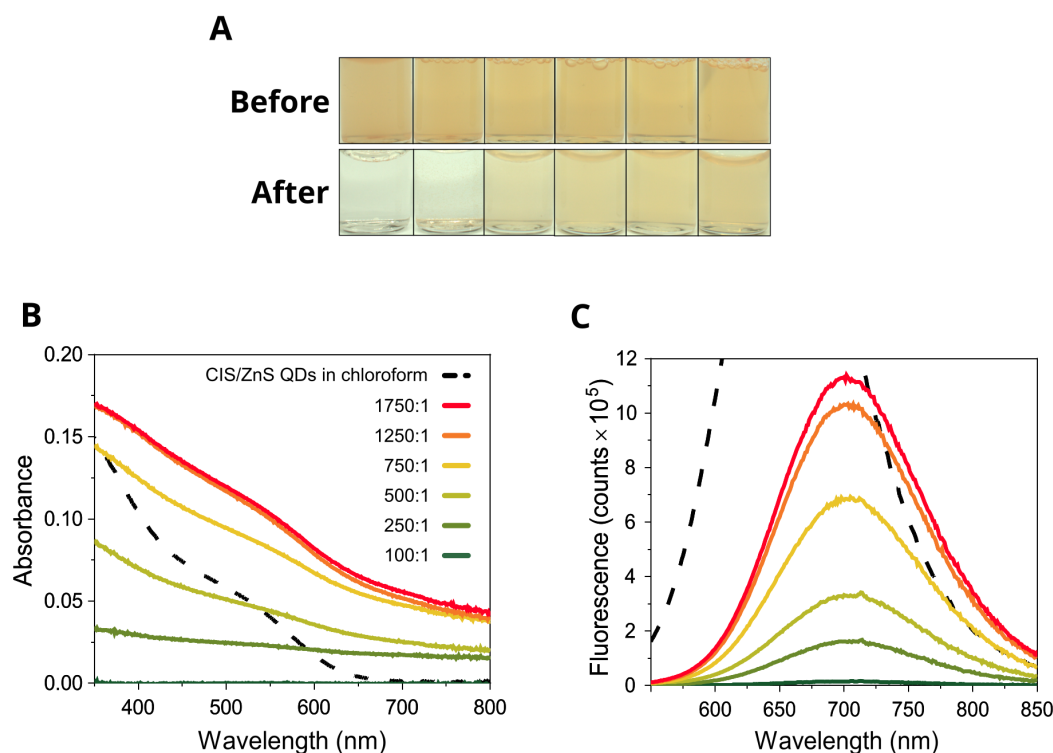 A
Before
After
B
0.20
0.15
0.10
0.05
0.00
Absorbance
400 500 600 700 800
Wavelength (nm)
CIS/ZnS QDs in chloroform
1750:1
1250:1
750:1
500:1
250:1
100:1
C
12
10
8
6
4
2
0
Fluorescence (counts × 10⁵)
600 650 700 750 800 850
Wavelength (nm)